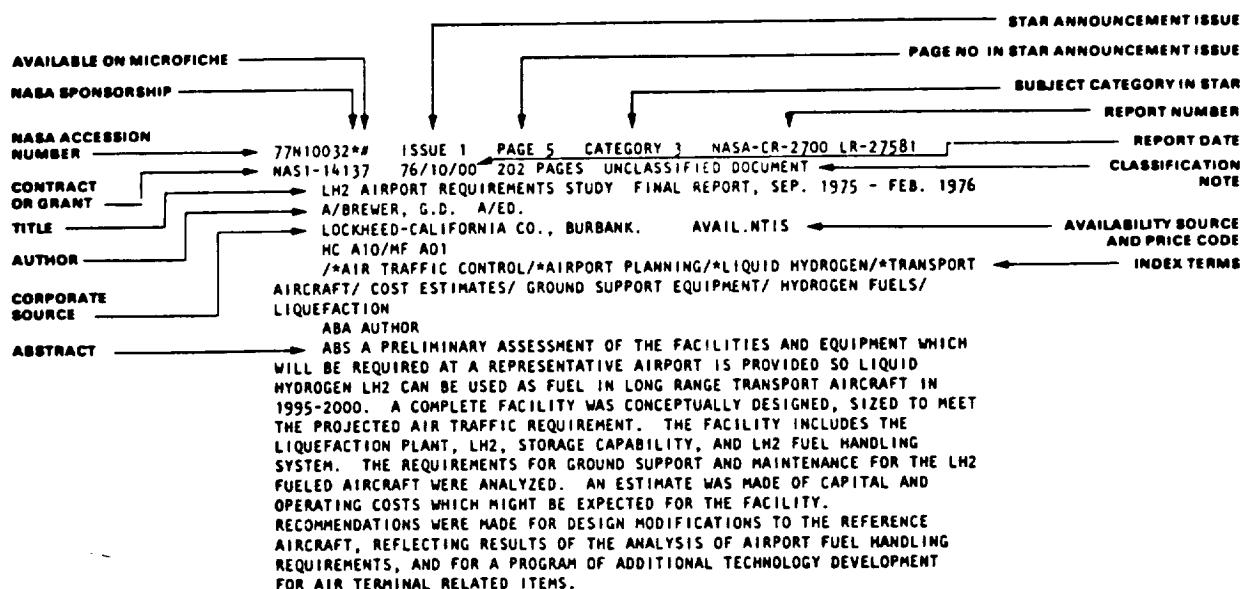 STAR ANNOUNCEMENT ISSUE
PAGE NO IN STAR ANNOUNCEMENT ISSUE
AVAILABLE ON MICROFICHE
SUBJECT CATEGORY IN STAR
NASA SPONSORSHIP
REPORT NUMBER
NASA ACCESSION
NUMBER
REPORT DATE
77N10032*# ISSUE 1 PAGE 5 CATEGORY 3 NASA-CR-2700 LR-27581
NAS1-14137 76/10/00 202 PAGES UNCLASSIFIED DOCUMENT
CLASSIFICATION
NOTE
CONTRACT
OR GRANT
LH2 AIRPORT REQUIREMENTS STUDY FINAL REPORT, SEP. 1975 - FEB. 1976
A/BREWER, G.D. A/ED.
TITLE
LOCKHEED-CALIFORNIA CO., BURBANK. AVAIL.NTIS
AVAILABILITY SOURCE
AND PRICE CODE
HC A10/MF A01
AUTHOR
/*AIR TRAFFIC CONTROL/*AIRPORT PLANNING/*LIQUID HYDROGEN/*TRANSPORT
INDEX TERMS
AIRCRAFT/ COST ESTIMATES/ GROUND SUPPORT EQUIPMENT/ HYDROGEN FUELS/
LIQUEFACTION
CORPORATE
SOURCE
ABA AUTHOR
ABSTRACT
ABS A PRELIMINARY ASSESSMENT OF THE FACILITIES AND EQUIPMENT WHICH
WILL BE REQUIRED AT A REPRESENTATIVE AIRPORT IS PROVIDED SO LIQUID
HYDROGEN LH2 CAN BE USED AS FUEL IN LONG RANGE TRANSPORT AIRCRAFT IN
1995-2000. A COMPLETE FACILITY WAS CONCEPTUALLY DESIGNED, SIZED TO MEET
THE PROJECTED AIR TRAFFIC REQUIREMENT. THE FACILITY INCLUDES THE
LIQUEFACTION PLANT, LH2, STORAGE CAPABILITY, AND LH2 FUEL HANDLING
SYSTEM. THE REQUIREMENTS FOR GROUND SUPPORT AND MAINTENANCE FOR THE LH2
FUELED AIRCRAFT WERE ANALYZED. AN ESTIMATE WAS MADE OF CAPITAL AND
OPERATING COSTS WHICH MIGHT BE EXPECTED FOR THE FACILITY.
RECOMMENDATIONS WERE MADE FOR DESIGN MODIFICATIONS TO THE REFERENCE
AIRCRAFT, REFLECTING RESULTS OF THE ANALYSIS OF AIRPORT FUEL HANDLING
REQUIREMENTS, AND FOR A PROGRAM OF ADDITIONAL TECHNOLOGY DEVELOPMENT
FOR AIR TERMINAL RELATED ITEMS.